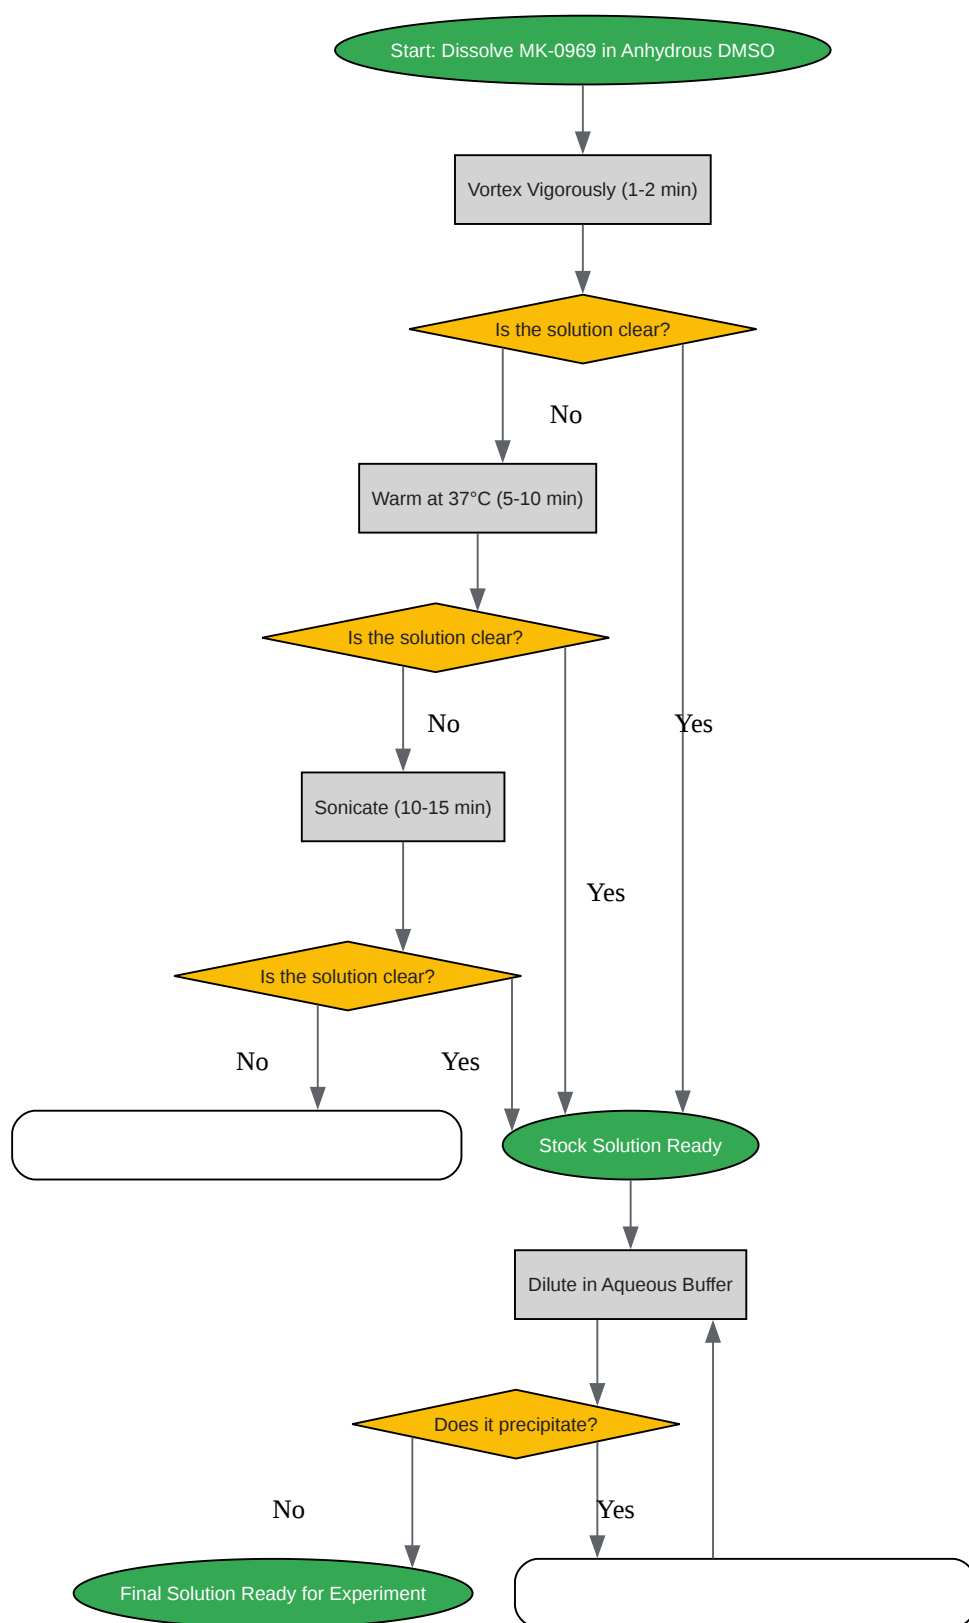 Start: Dissolve MK-0969 in Anhydrous DMSO
Vortex Vigorously (1-2 min)
Is the solution clear?
No
Warm at 37°C (5-10 min)
Is the solution clear?
No
Yes
Sonicate (10-15 min)
Yes
Is the solution clear?
No
Yes
Stock Solution Ready
Dilute in Aqueous Buffer
Does it precipitate?
No
Yes
Final Solution Ready for Experiment